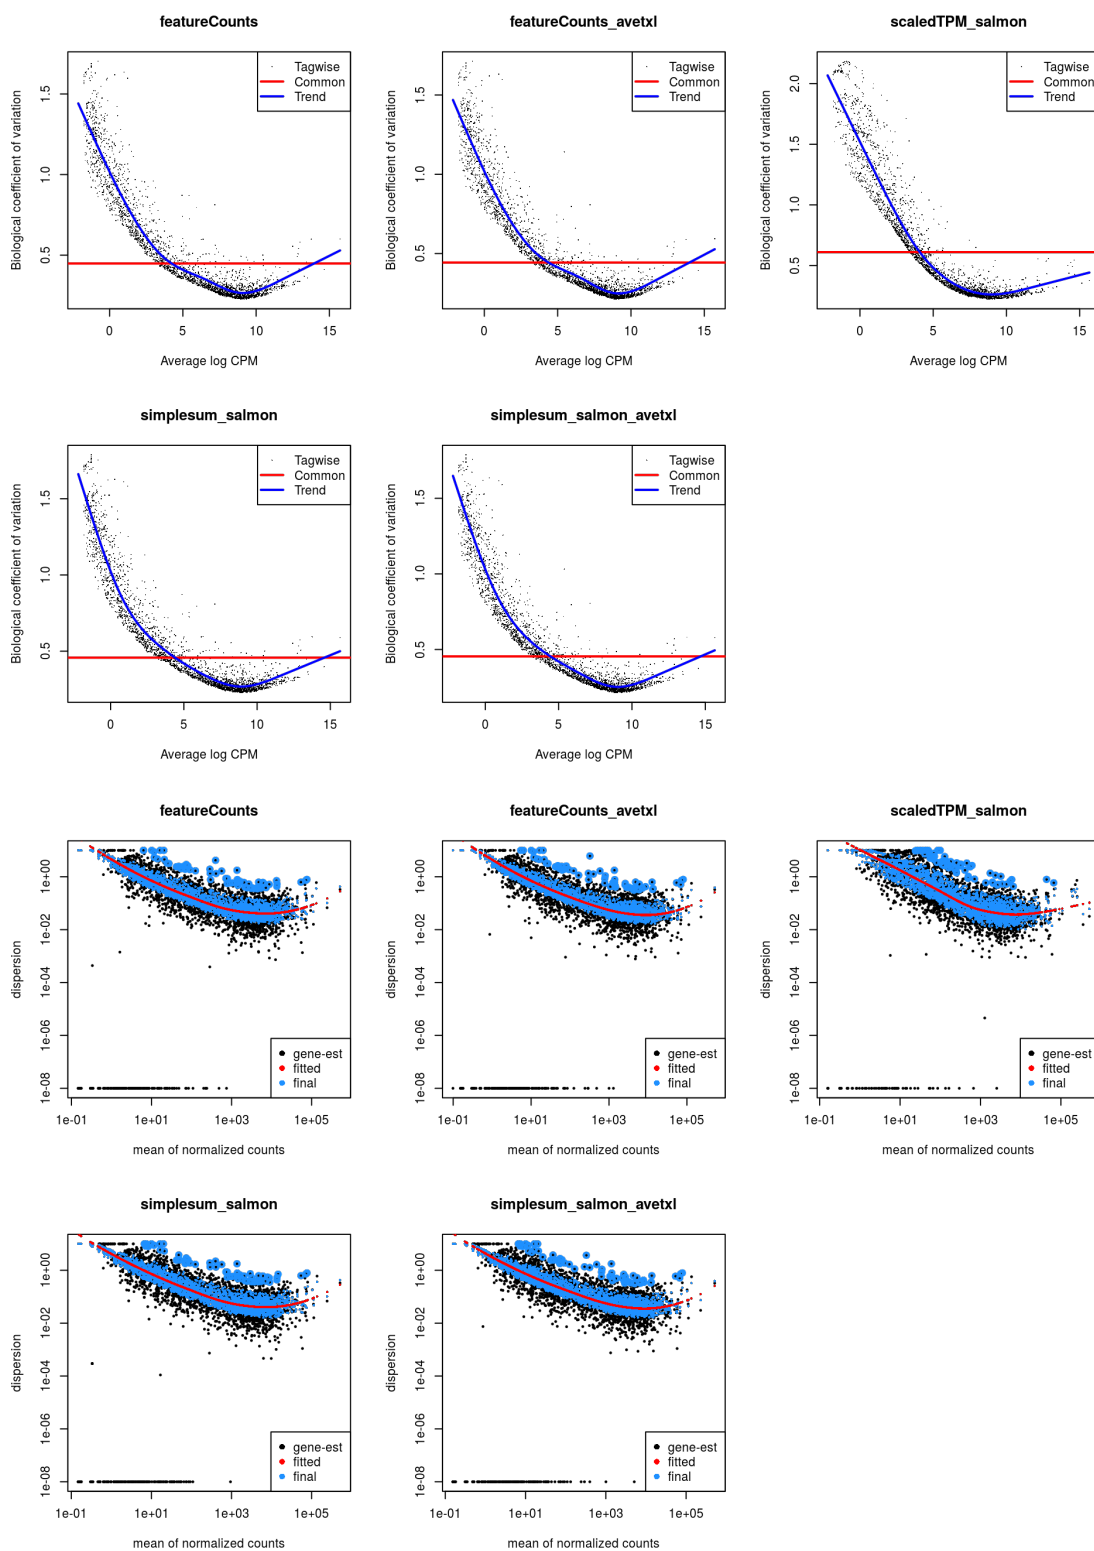 featureCounts
Biological coefficient of variation
0.5 1.0 1.5
Tagwise
Common
Trend
0 5 10 15
Average log CPM
featureCounts_avetxl
Biological coefficient of variation
0.5 1.0 1.5
Tagwise
Common
Trend
0 5 10 15
Average log CPM
scaledTPM_salmon
Biological coefficient of variation
0.5 1.0 1.5 2.0
Tagwise
Common
Trend
0 5 10 15
Average log CPM
simplesum_salmon
Biological coefficient of variation
0.5 1.0 1.5
Tagwise
Common
Trend
0 5 10 15
Average log CPM
simplesum_salmon_avetxl
Biological coefficient of variation
0.5 1.0 1.5
Tagwise
Common
Trend
0 5 10 15
Average log CPM
featureCounts
dispersion
1e-08 1e-06 1e-04 1e-02 1e+00
gene-est
fitted
final
1e-01 1e+01 1e+03 1e+05
mean of normalized counts
featureCounts_avetxl
dispersion
1e-08 1e-06 1e-04 1e-02 1e+00
gene-est
fitted
final
1e-01 1e+01 1e+03 1e+05
mean of normalized counts
scaledTPM_salmon
dispersion
1e-08 1e-06 1e-04 1e-02 1e+00
gene-est
fitted
final
1e-01 1e+01 1e+03 1e+05
mean of normalized counts
simplesum_salmon
dispersion
1e-08 1e-06 1e-04 1e-02 1e+00
gene-est
fitted
final
1e-01 1e+01 1e+03 1e+05
mean of normalized counts
simplesum_salmon_avetxl
dispersion
1e-08 1e-06 1e-04 1e-02 1e+00
gene-est
fitted
final
1e-01 1e+01 1e+03 1e+05
mean of normalized counts